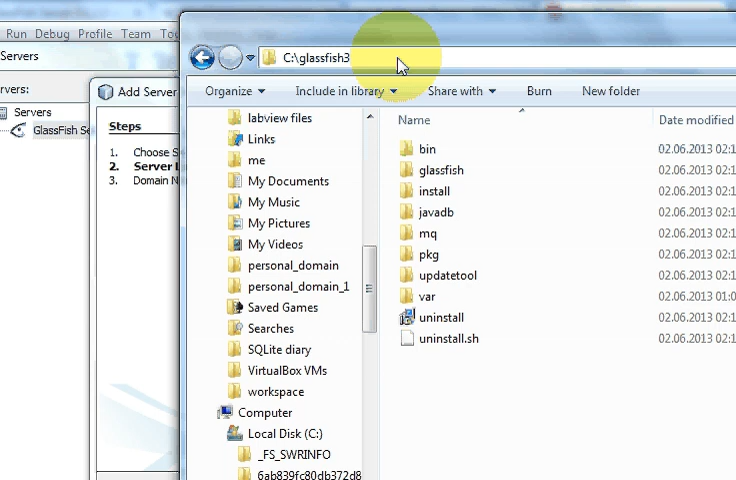 Run Debug Profile Team
Servers
Servers
GlassFish Se
Add Server
Steps
1. Choose S
2. Server L
3. Domain N
C:\glassfish3
Organize Include in library Share with Burn New folder
labview files
Links
me
My Documents
My Music
My Pictures
My Videos
personal_domain
personal_domain_1
Saved Games
Searches
SQLite diary
VirtualBox VMs
workspace
Computer
Local Disk (C:)
_FS_SWRINFO
6ab839fc80db372d8
Name Date modified
bin 02.06.2013 02:1
glassfish 02.06.2013 02:1
install 02.06.2013 02:1
javadb 02.06.2013 02:1
mq 02.06.2013 02:1
pkg 02.06.2013 02:1
updatetool 02.06.2013 02:1
var 02.06.2013 01:0
uninstall 02.06.2013 02:1
uninstall.sh 02.06.2013 02:1